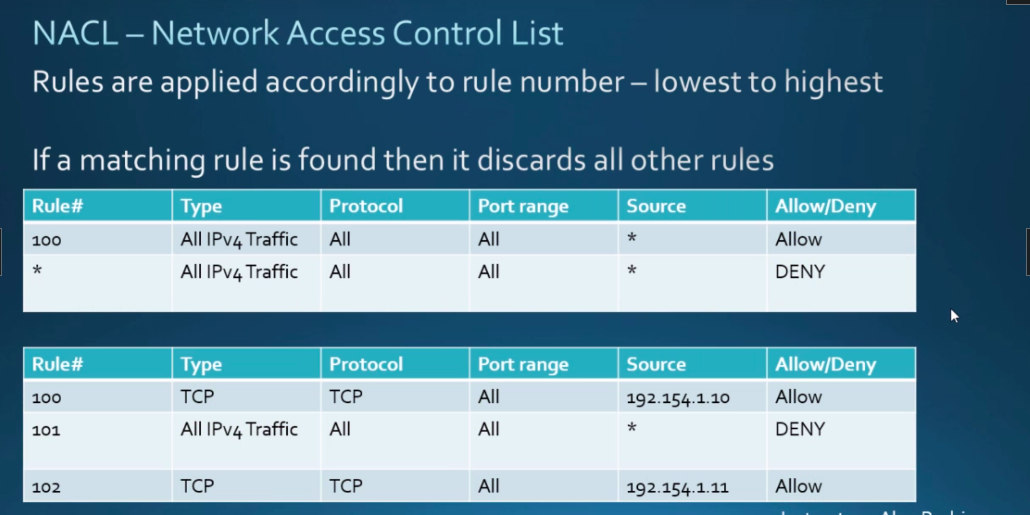 NACL – Network Access Control List
Rules are applied accordingly to rule number – lowest to highest
If a matching rule is found then it discards all other rules
Rule# Type Protocol Port range Source Allow/Deny
100 All IPv4 Traffic All All * Allow
* All IPv4 Traffic All All * DENY
Rule# Type Protocol Port range Source Allow/Deny
100 TCP TCP All 192.154.1.10 Allow
101 All IPv4 Traffic All All * DENY
102 TCP TCP All 192.154.1.11 Allow